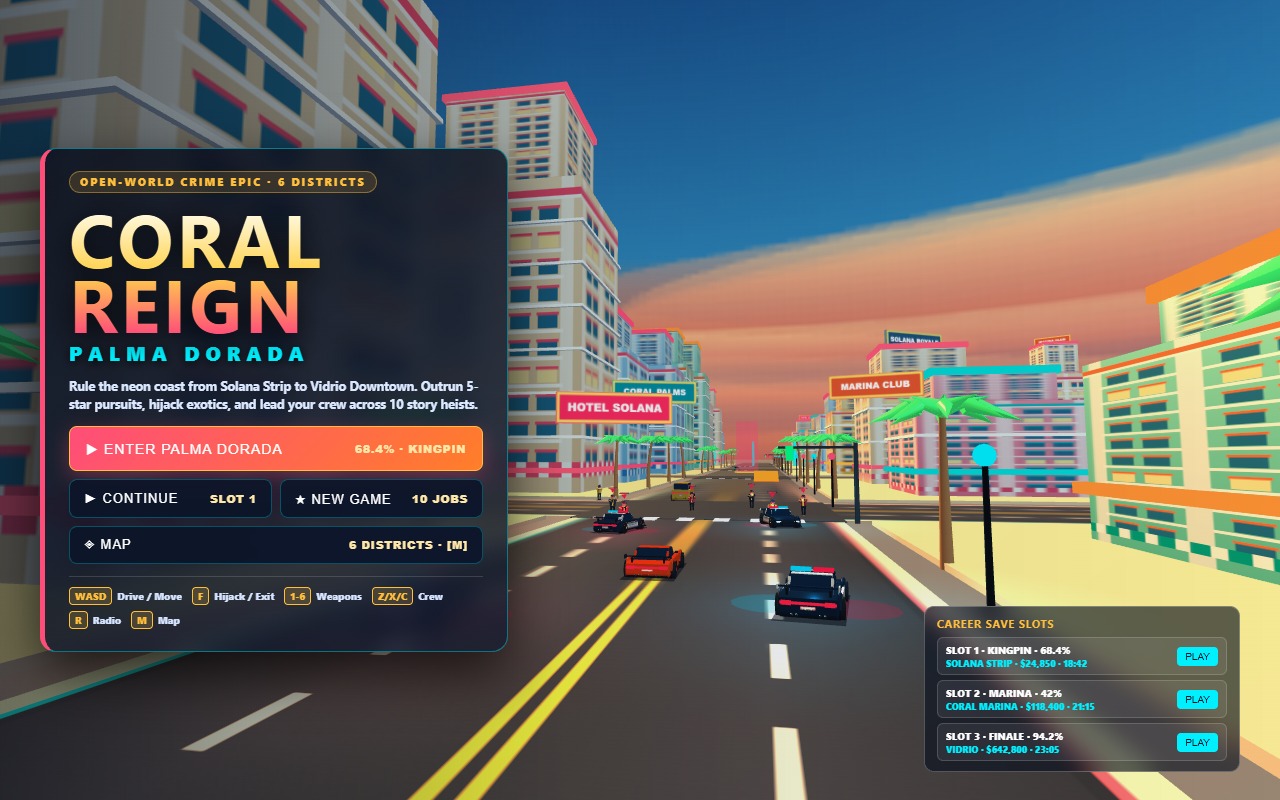 OPEN-WORLD CRIME EPIC · 6 DISTRICTS
CORAL
REIGN
PALMA DORADA
Rule the neon coast from Solana Strip to Vidrio Downtown. Outrun 5-
star pursuits, hijack exotics, and lead your crew across 10 story heists.
▶ ENTER PALMA DORADA 68.4% · KINGPIN
▶ CONTINUE SLOT 1
★ NEW GAME 10 JOBS
◈ MAP 6 DISTRICTS · [M]
WASD Drive / Move F Hijack / Exit 1-6 Weapons Z/X/C Crew
R Radio M Map
SOLANA ROYALE
CORAL PALMS
MARINA CLUB
HOTEL SOLANA
CAREER SAVE SLOTS
SLOT 1 · KINGPIN · 68.4%
SOLANA STRIP · $24,850 · 18:42
PLAY
SLOT 2 · MARINA · 42%
CORAL MARINA · $118,400 · 21:15
PLAY
SLOT 3 · FINALE · 94.2%
VIDRIO · $642,800 · 23:05
PLAY